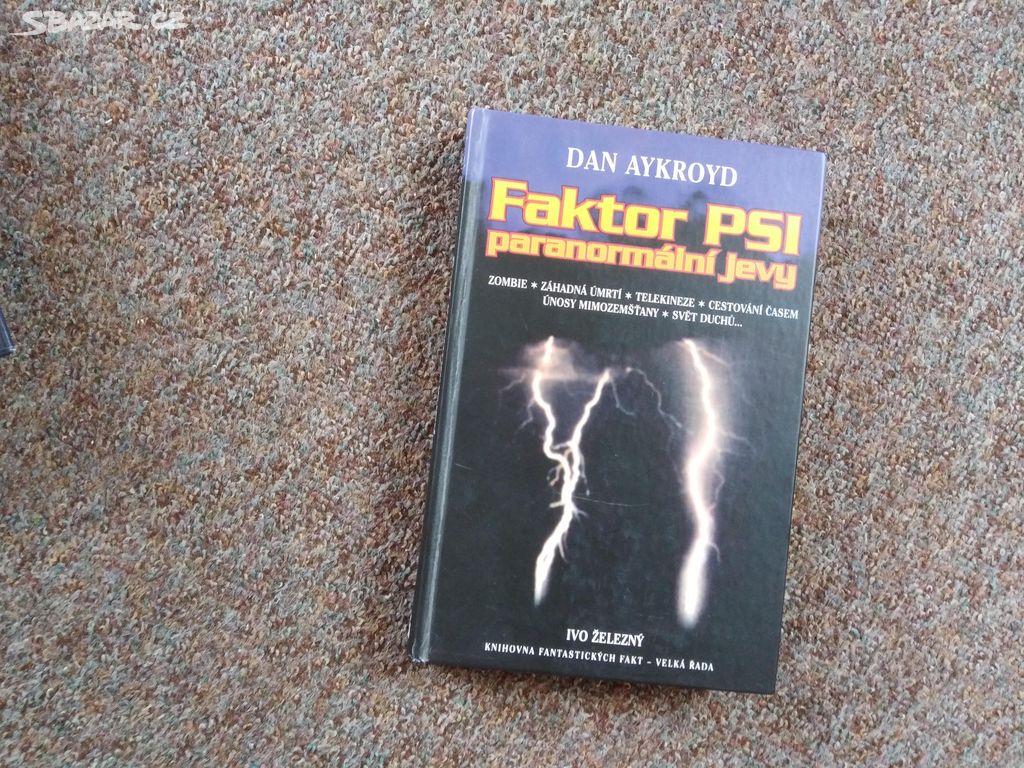 SBAZAR.CZ
DAN AYKROYD
Faktor PSI
paranormální jevy
ZOMBIE ✶ ZÁHADNÁ ÚMRTÍ ✶ TELEKINEZE ✶ CESTOVÁNÍ ČASEM
ÚNOSY MIMOZEMŠŤANY ✶ SVĚT DUCHŮ...
IVO ŽELEZNÝ
KNIHOVNA FANTASTICKÝCH FAKT – VELKÁ ŘADA